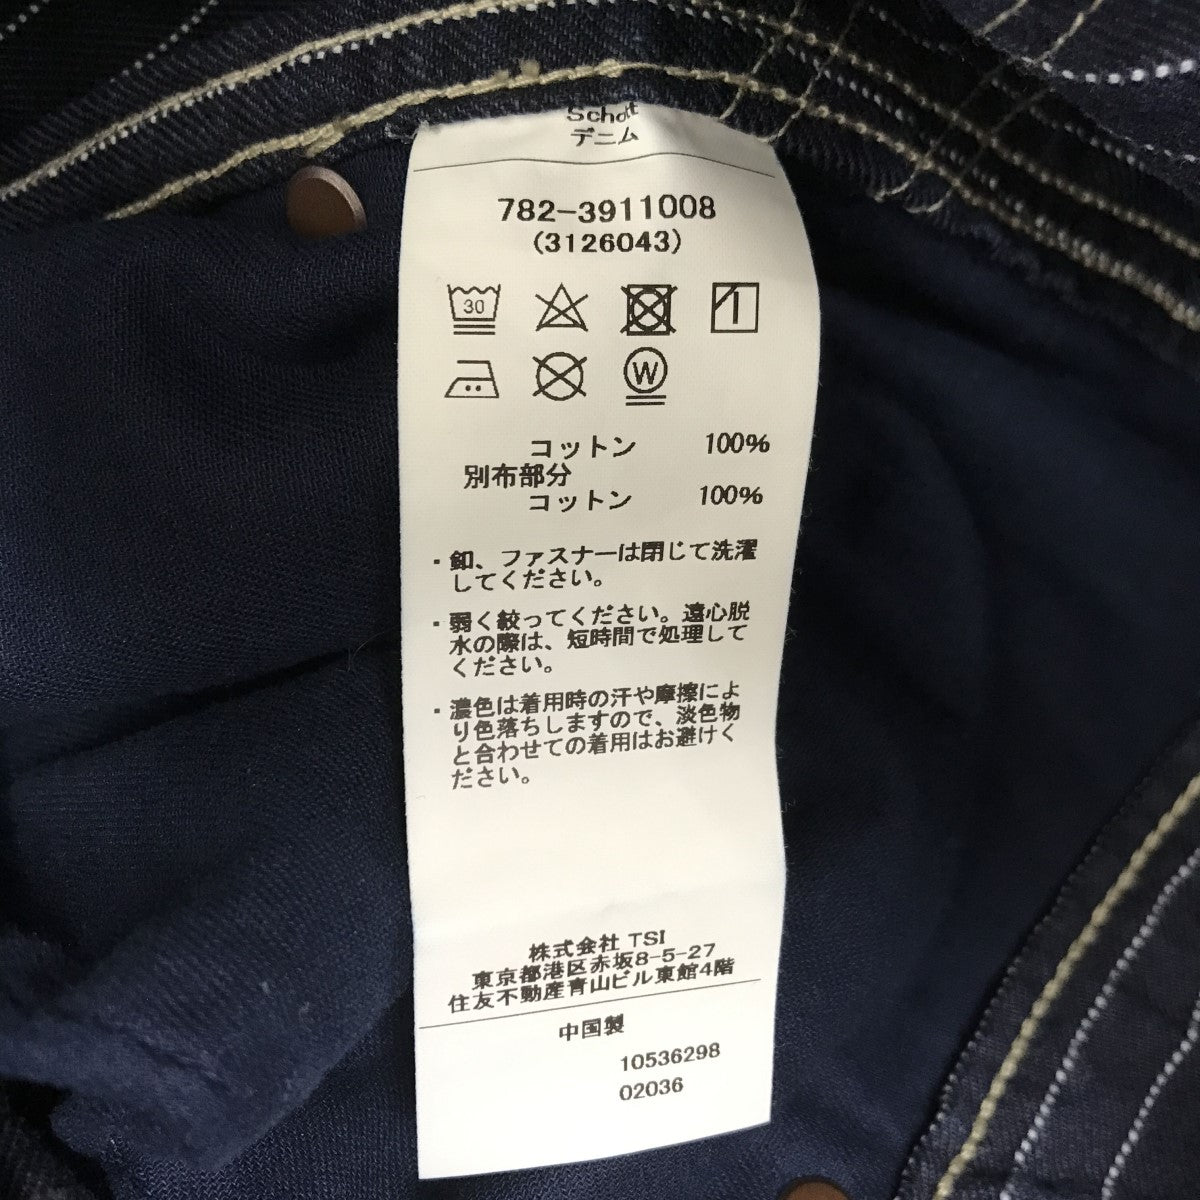 Schott
デニム
782-3911008
(3126043)
30
1
W
コットン 100%
別布部分
コットン 100%
・釦、ファスナーは閉じて洗濯
してください。
・弱く絞ってください。遠心脱
水の際は、短時間で処理して
ください。
・濃色は着用時の汗や摩擦によ
り色落ちしますので、淡色物
と合わせての着用はお避けく
ださい。
株式会社 TSI
東京都港区赤坂8-5-27
住友不動産青山ビル東館4階
中国製
10536298
02036